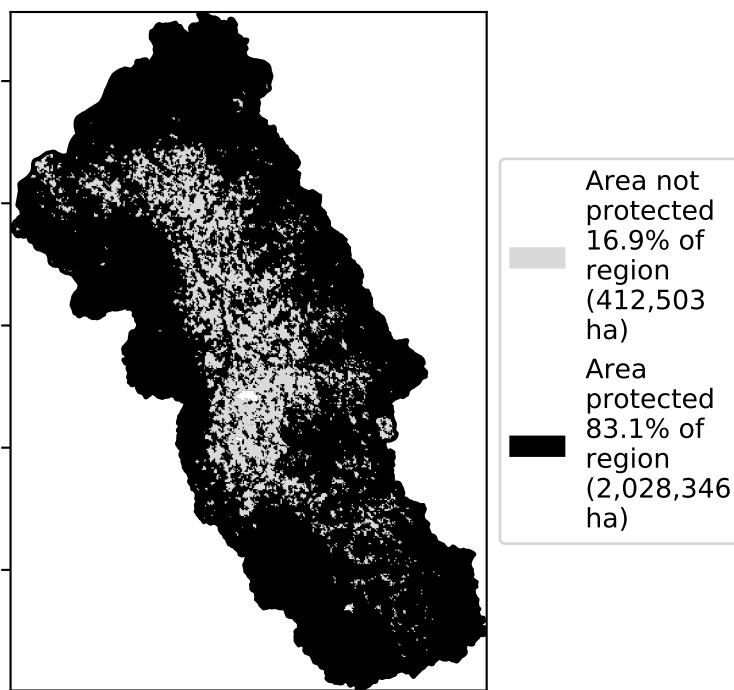 Area not
protected
16.9% of
region
(412,503
ha)
Area
protected
83.1% of
region
(2,028,346
ha)